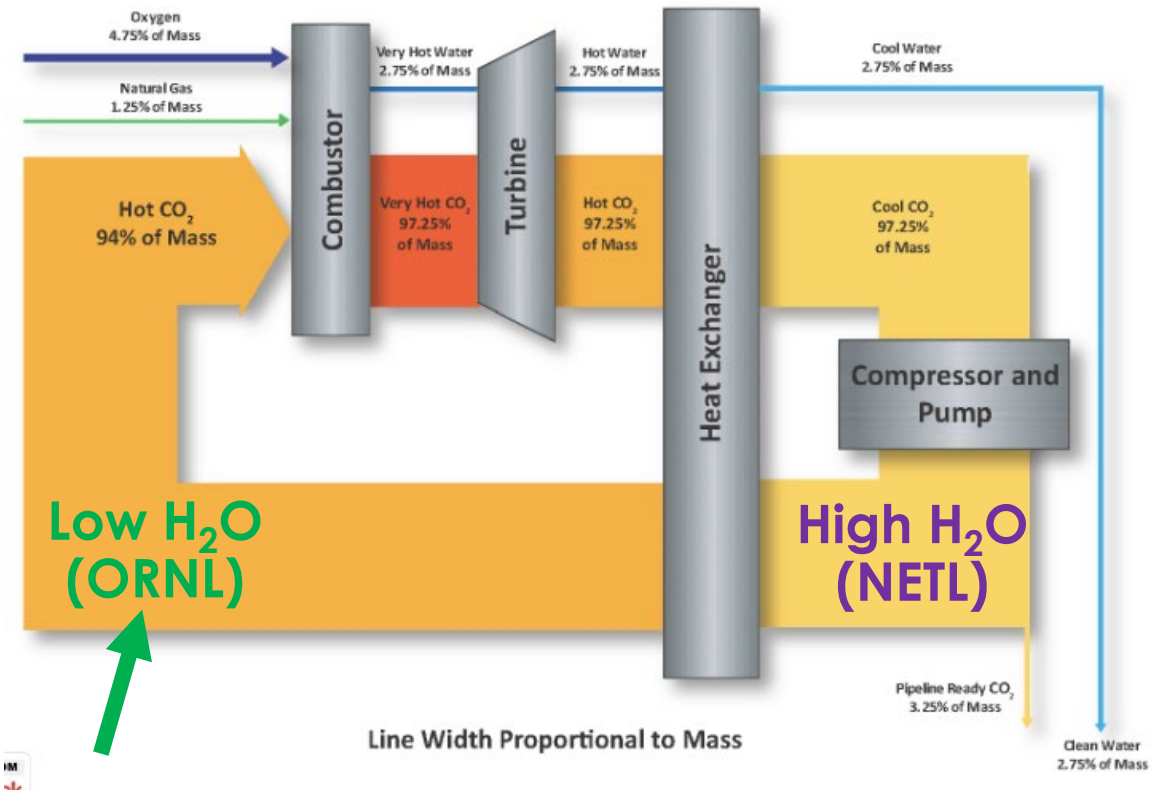 Oxygen
4.75% of Mass
Natural Gas
1.25% of Mass
Hot CO₂
94% of Mass
Combustor
Very Hot Water
2.75% of Mass
Very Hot CO₂
97.25%
of Mass
Turbine
Hot Water
2.75% of Mass
Hot CO₂
97.25%
of Mass
Heat Exchanger
Cool Water
2.75% of Mass
Cool CO₂
97.25%
of Mass
Compressor and
Pump
Low H₂O
(ORNL)
High H₂O
(NETL)
Pipeline Ready CO₂
3.25% of Mass
Clean Water
2.75% of Mass
Line Width Proportional to Mass